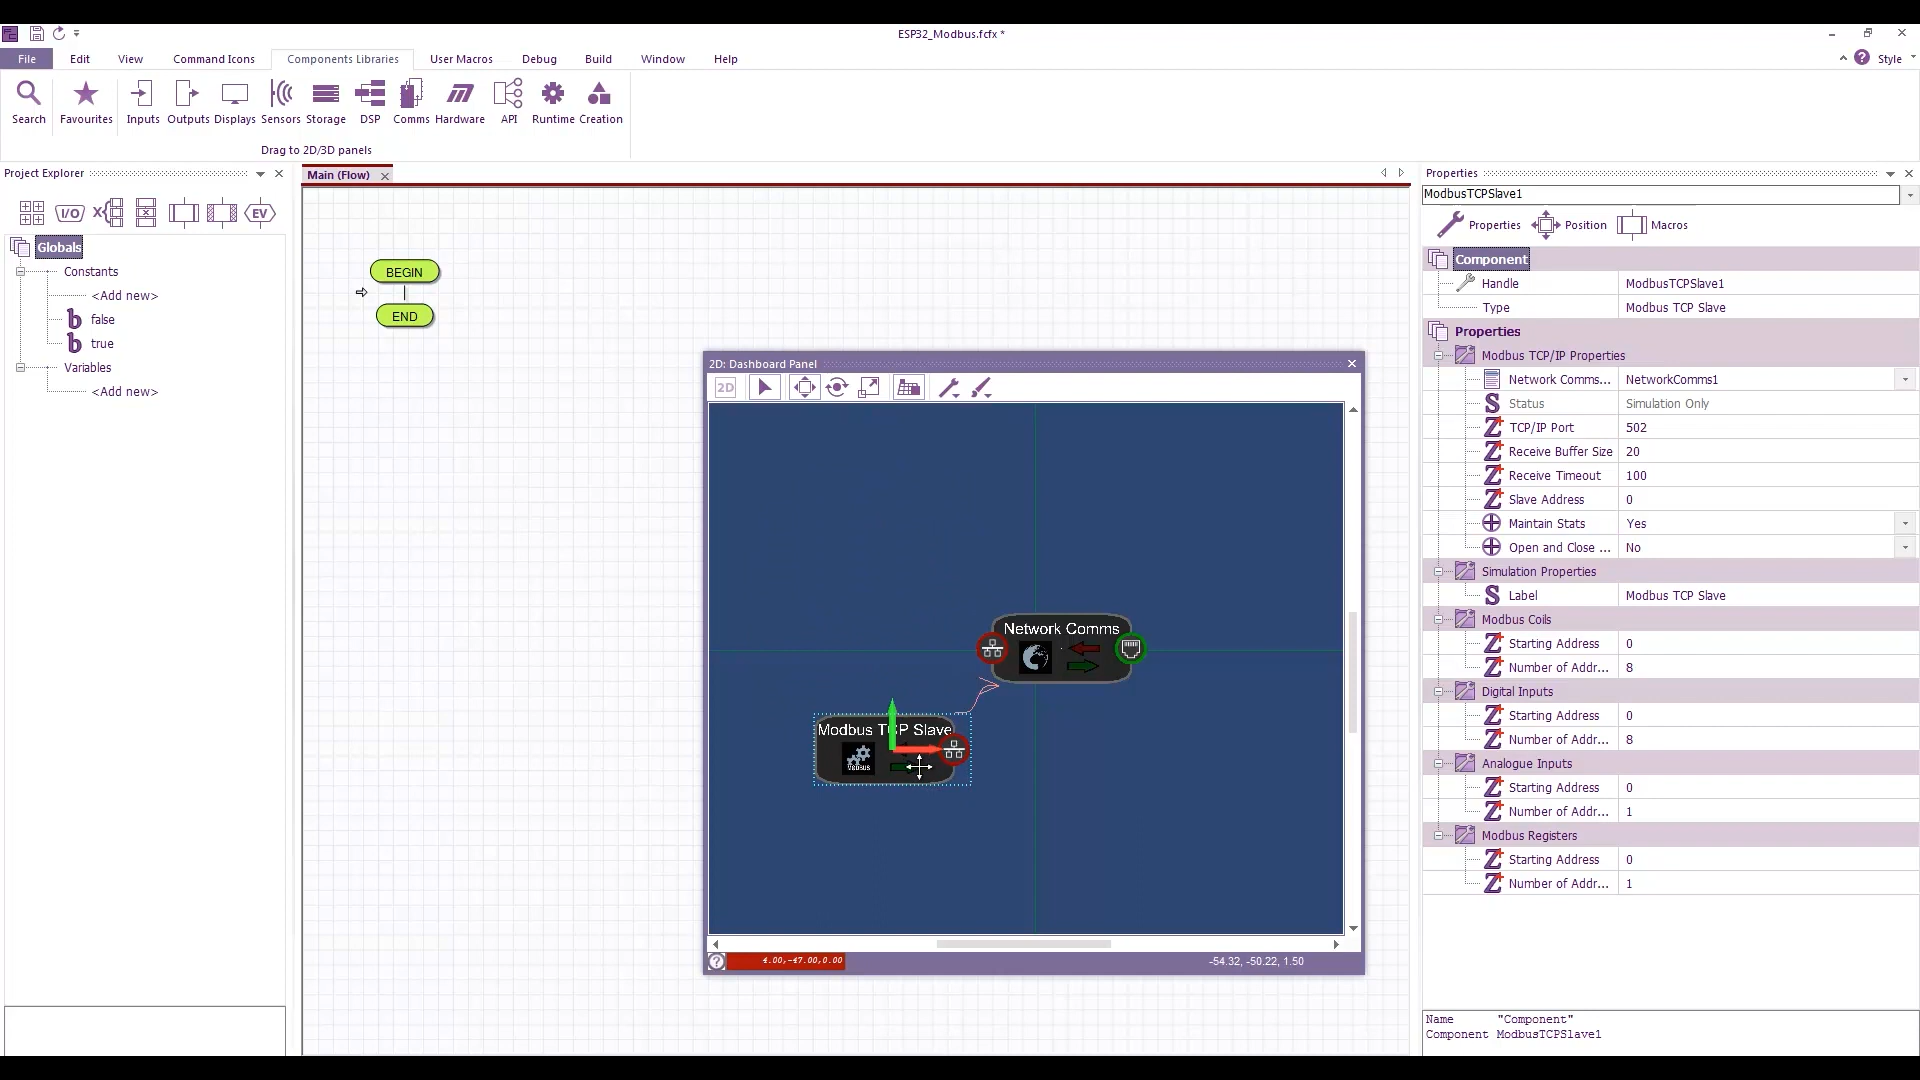 ESP32_Modbus.fcfx *
File Edit View Command Icons Components Libraries User Macros Debug Build Window Help Style
Search Favourites Inputs Outputs Displays Sensors Storage DSP Comms Hardware API Runtime Creation
Drag to 2D/3D panels
Project Explorer
I/O X EV
Globals
Constants
<Add new>
b false
b true
Variables
<Add new>
Main (Flow)
BEGIN
END
2D: Dashboard Panel
2D
Network Comms
Modbus TCP Slave
MODBUS
4.00,-47.00,0.00
-54.32, -50.22, 1.50
Properties
ModbusTCPSlave1
Properties Position Macros
Component
Handle ModbusTCPSlave1
Type Modbus TCP Slave
Properties
Modbus TCP/IP Properties
Network Comms... NetworkComms1
S Status Simulation Only
Z TCP/IP Port 502
Z Receive Buffer Size 20
Z Receive Timeout 100
Z Slave Address 0
Maintain Stats Yes
Open and Close ... No
Simulation Properties
S Label Modbus TCP Slave
Modbus Coils
Z Starting Address 0
Z Number of Addr... 8
Digital Inputs
Z Starting Address 0
Z Number of Addr... 8
Analogue Inputs
Z Starting Address 0
Z Number of Addr... 1
Modbus Registers
Z Starting Address 0
Z Number of Addr... 1
Name "Component"
Component ModbusTCPSlave1